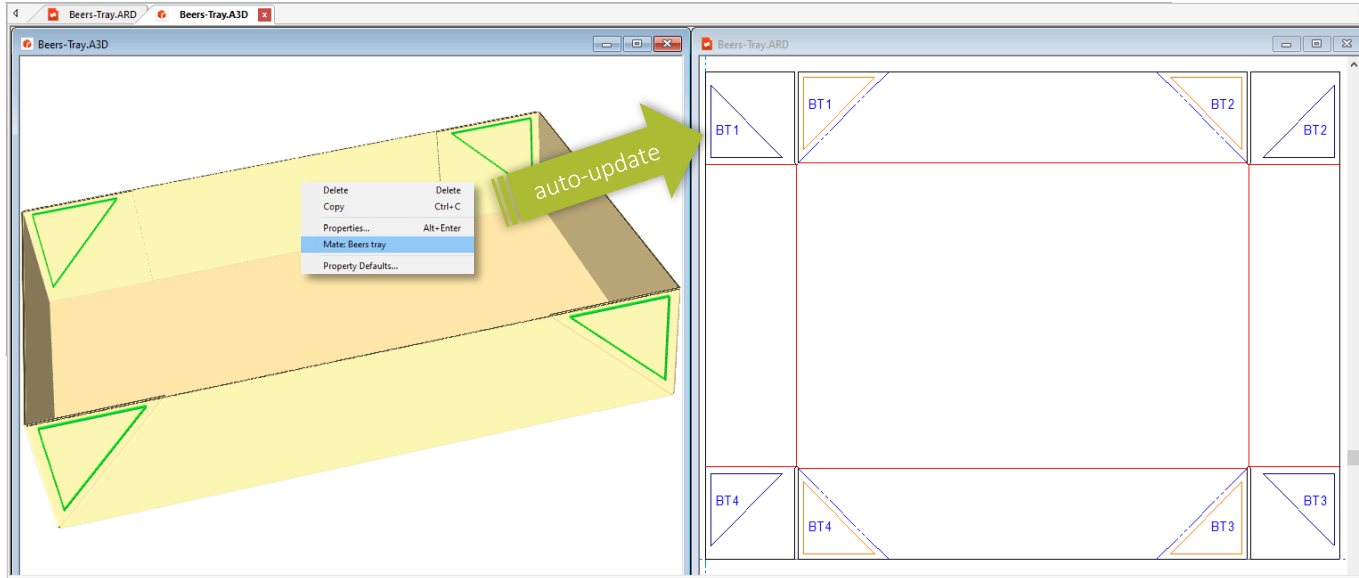 Beers-Tray.ARD
Beers-Tray.A3D
Beers-Tray.A3D
Beers-Tray.ARD
Delete Delete
Copy Ctrl+C
Properties... Alt+Enter
Mate: Beers tray
Property Defaults...
auto-update
BT1
BT1
BT2
BT2
BT4
BT4
BT3
BT3